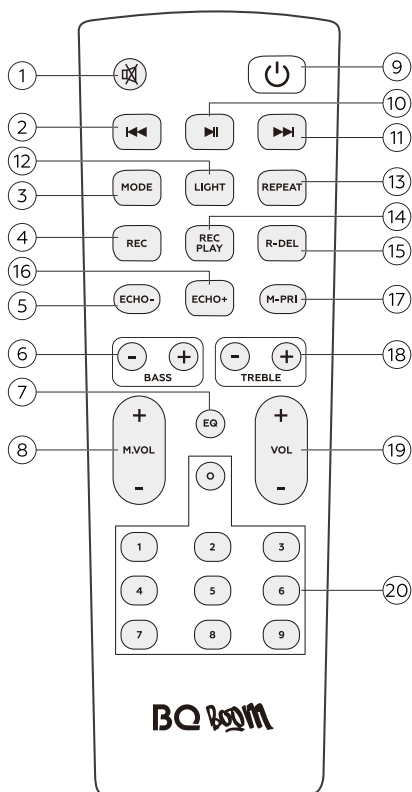 1
9
2
10
11
12
3
MODE
LIGHT
REPEAT
13
4
REC
REC
PLAY
R-DEL
14
15
16
5
ECHO-
ECHO+
M-PRI
17
6
-
+
BASS
-
+
TREBLE
18
7
EQ
8
+
M.VOL
-
+
VOL
-
19
0
1
2
3
4
5
6
20
7
8
9
BQ BOOM